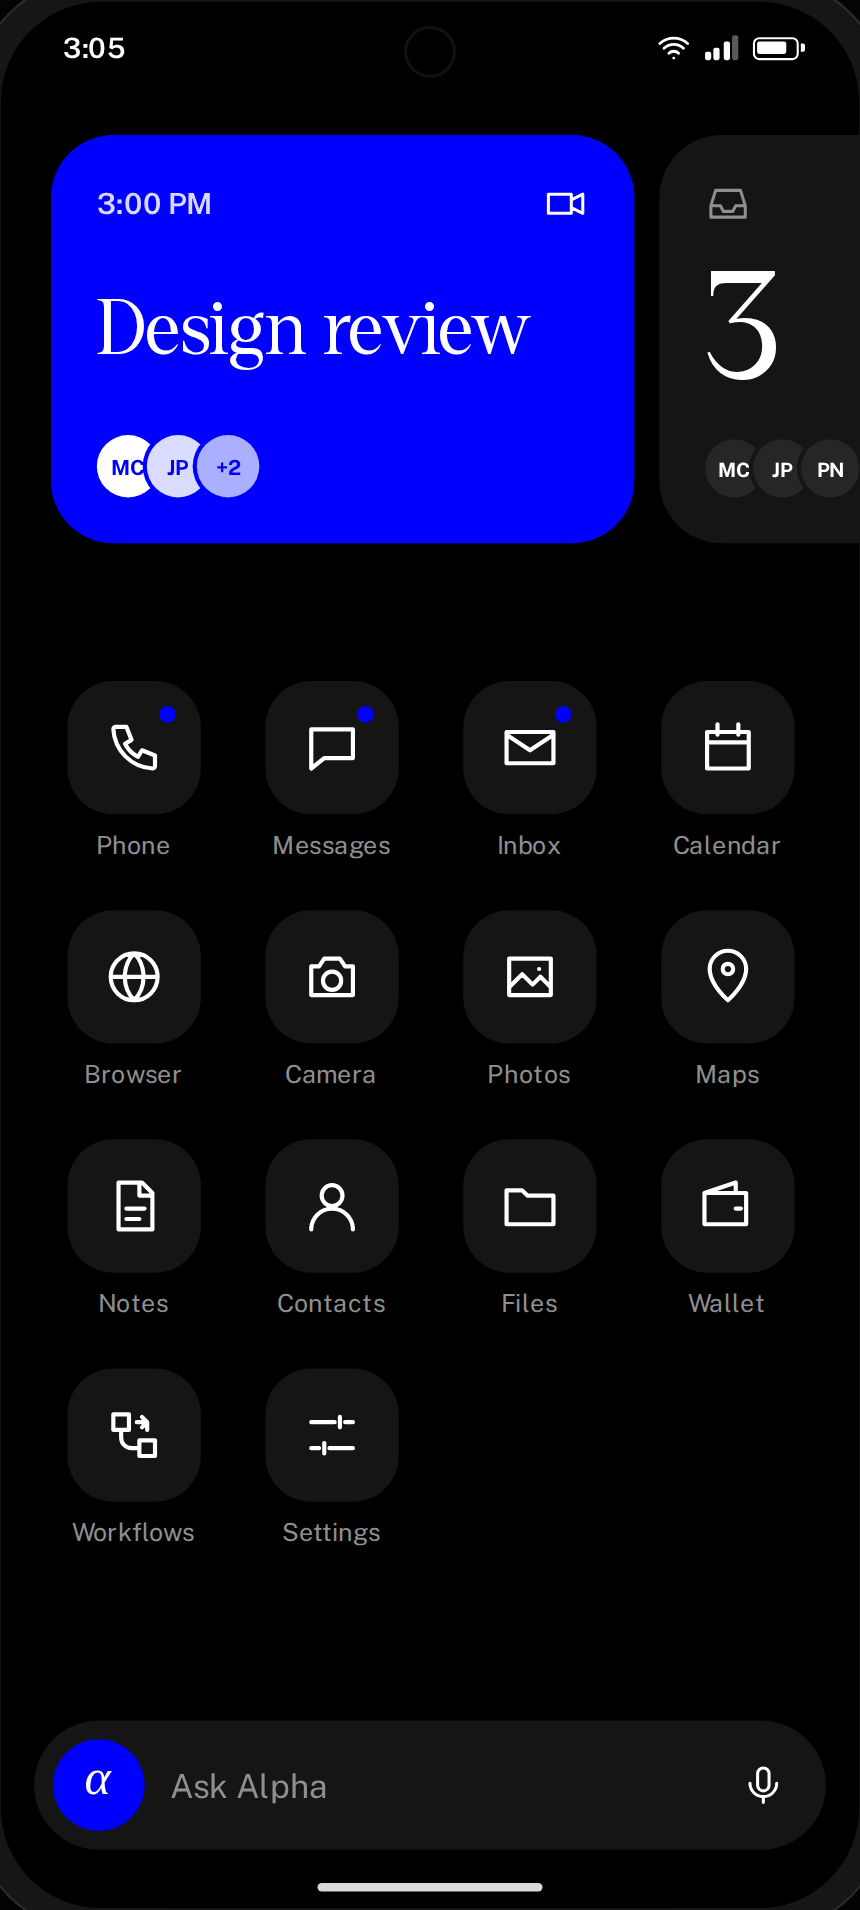 3:05
3:00 PM
Design review
MC JP +2
3
MC JP PN
Phone Messages Inbox Calendar
Browser Camera Photos Maps
Notes Contacts Files Wallet
Workflows Settings
α Ask Alpha